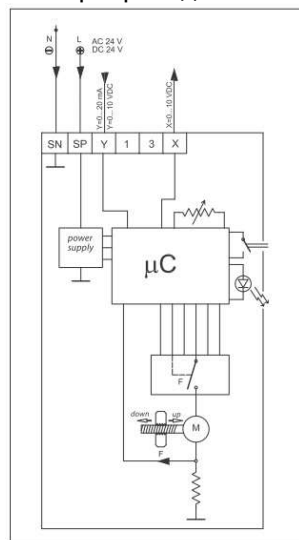 N L AC 24 V
DC 24 V
Y=0...20 mA
Y=0...10 VDC
X=0...10 VDC
SN SP Y 1 3 X
power
supply
µC
F
down up
M
F